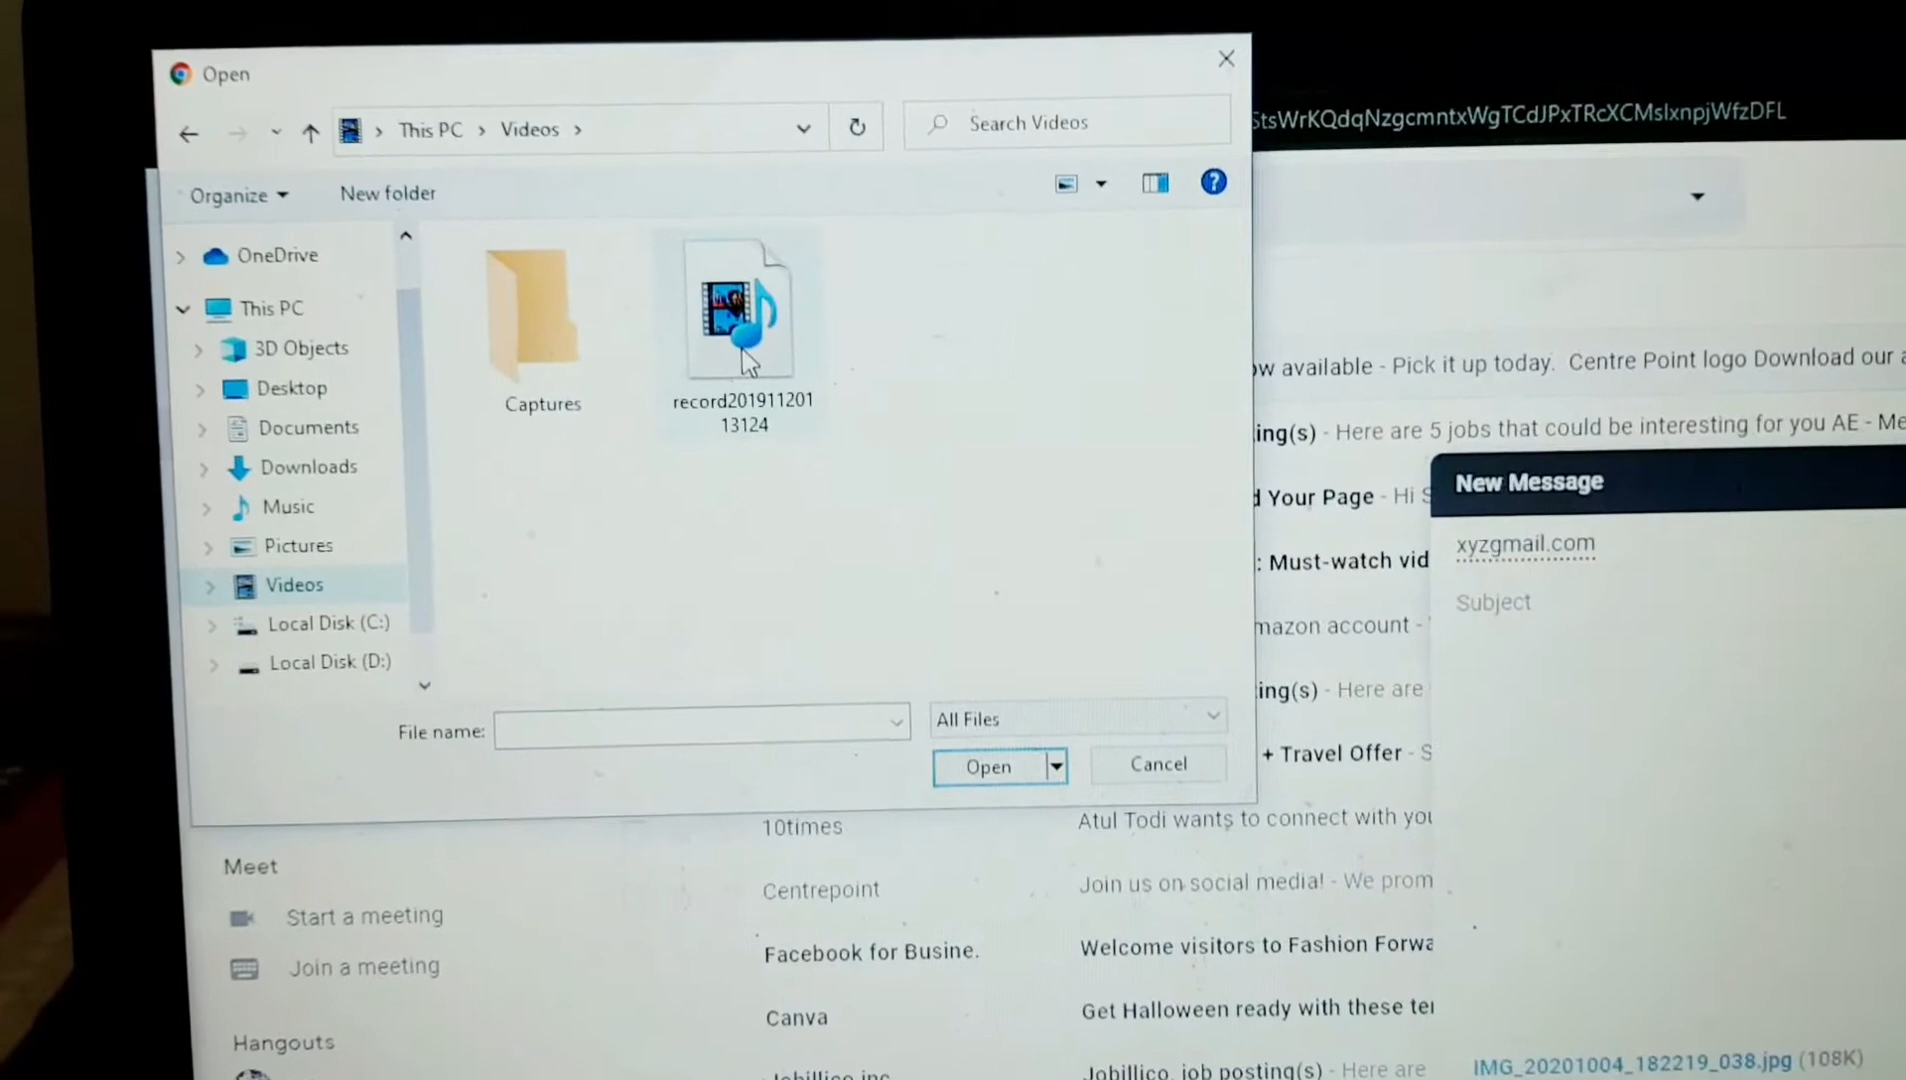 Open
StsWrKQdqNzgcmntxWgTCdJPxTRcXCMslxnpjWfzDFL
This PC > Videos >
Search Videos
Organize
New folder
OneDrive
This PC
3D Objects
Desktop
Documents
Downloads
Music
Pictures
Videos
Local Disk (C:)
Local Disk (D:)
Captures
record201911201
13124
File name:
All Files
Open
Cancel
ow available - Pick it up today. Centre Point logo Download our a
ing(s) - Here are 5 jobs that could be interesting for you AE - Me
d Your Page - Hi S
: Must-watch vid
mazon account -
ing(s) - Here are
+ Travel Offer - S
New Message
xyzgmail.com
Subject
10times
Atul Todi wants to connect with you
Centrepoint
Join us on social media! - We prom
Facebook for Busine.
Welcome visitors to Fashion Forwa
Canva
Get Halloween ready with these ter
Jobillico inc
Jobillico, job posting(s) - Here are
Meet
Start a meeting
Join a meeting
Hangouts
IMG_20201004_182219_038.jpg (108K)